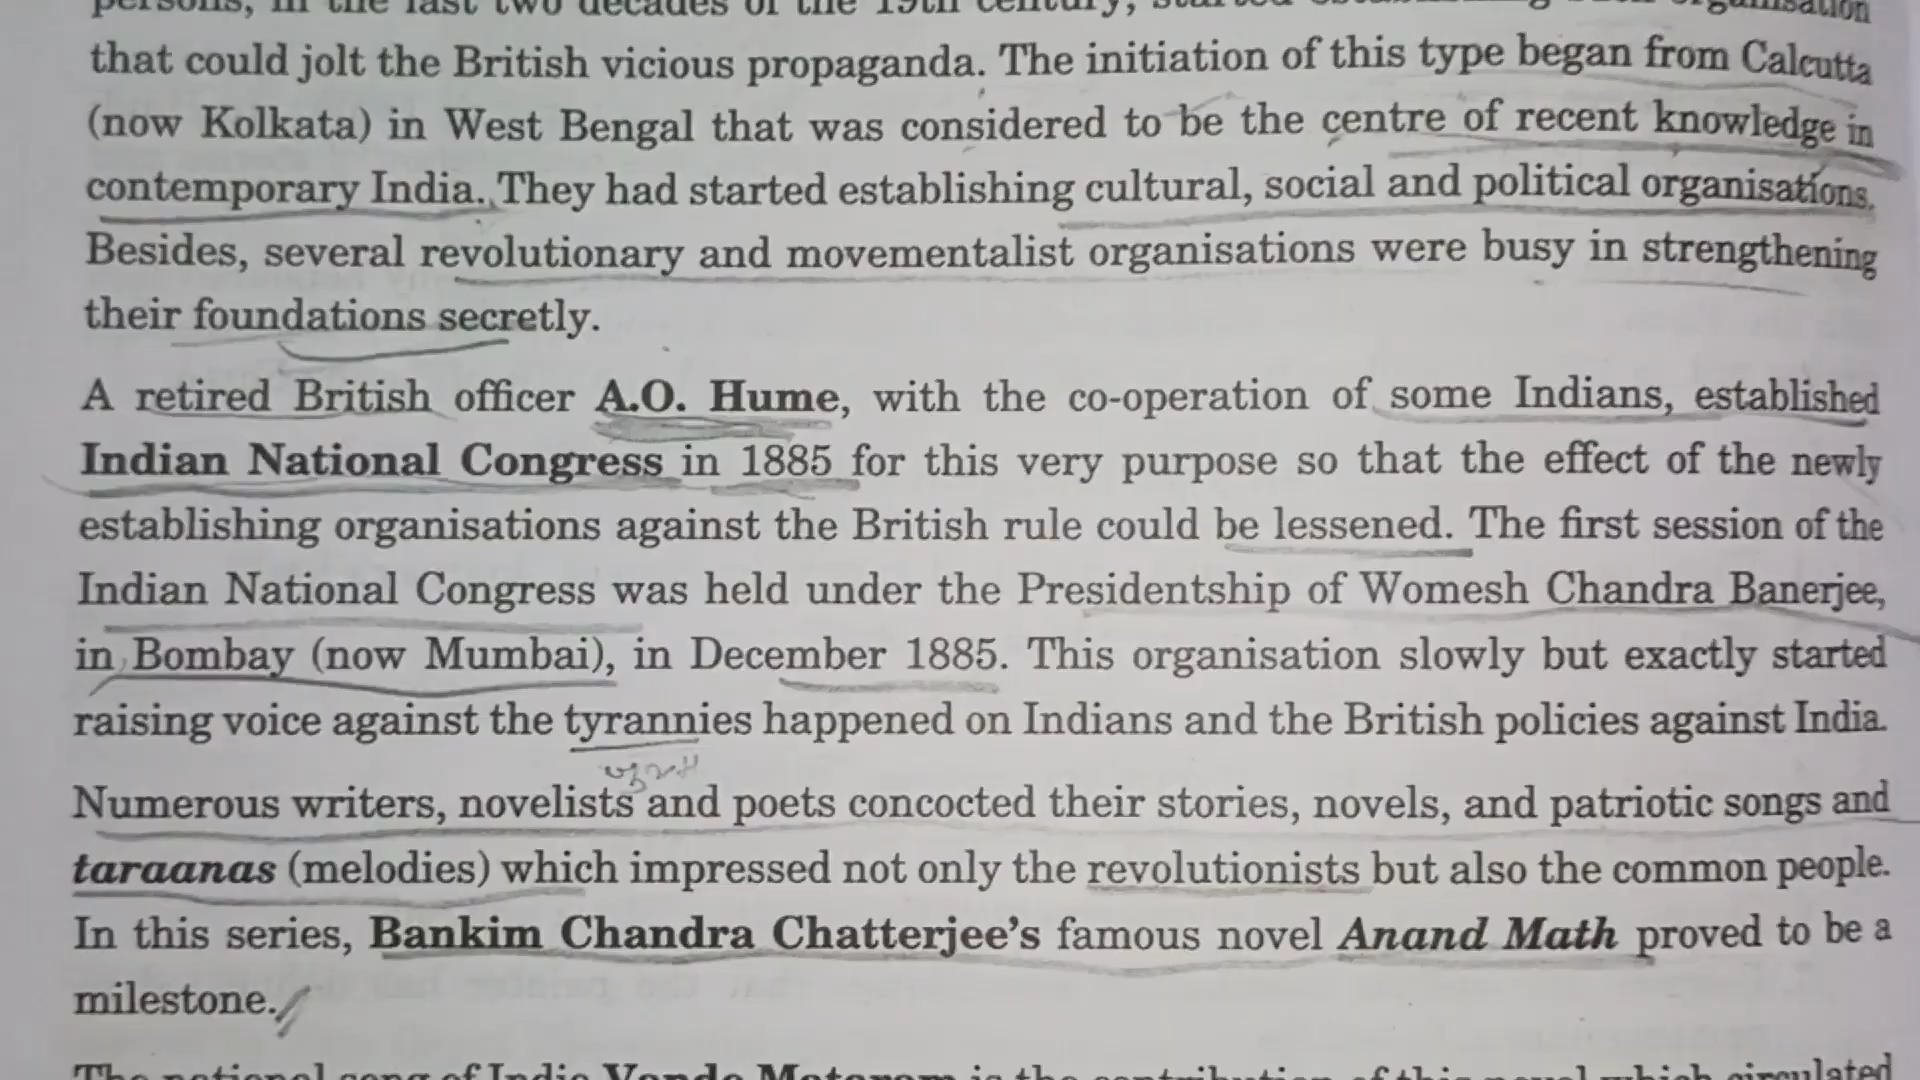 persons, in the last two decades of the 19th century, started establishing such organisation
that could jolt the British vicious propaganda. The initiation of this type began from Calcutta
(now Kolkata) in West Bengal that was considered to be the centre of recent knowledge in
contemporary India. They had started establishing cultural, social and political organisations.
Besides, several revolutionary and movementalist organisations were busy in strengthening
their foundations secretly.
A retired British officer A.O. Hume, with the co-operation of some Indians, established
Indian National Congress in 1885 for this very purpose so that the effect of the newly
establishing organisations against the British rule could be lessened. The first session of the
Indian National Congress was held under the Presidentship of Womesh Chandra Banerjee,
in Bombay (now Mumbai), in December 1885. This organisation slowly but exactly started
raising voice against the tyrannies happened on Indians and the British policies against India.
Numerous writers, novelists and poets concocted their stories, novels, and patriotic songs and
taraanas (melodies) which impressed not only the revolutionists but also the common people.
In this series, Bankim Chandra Chatterjee's famous novel Anand Math proved to be a
milestone.
The national song of India Vande Mataram is the contribution of this novel which circulated